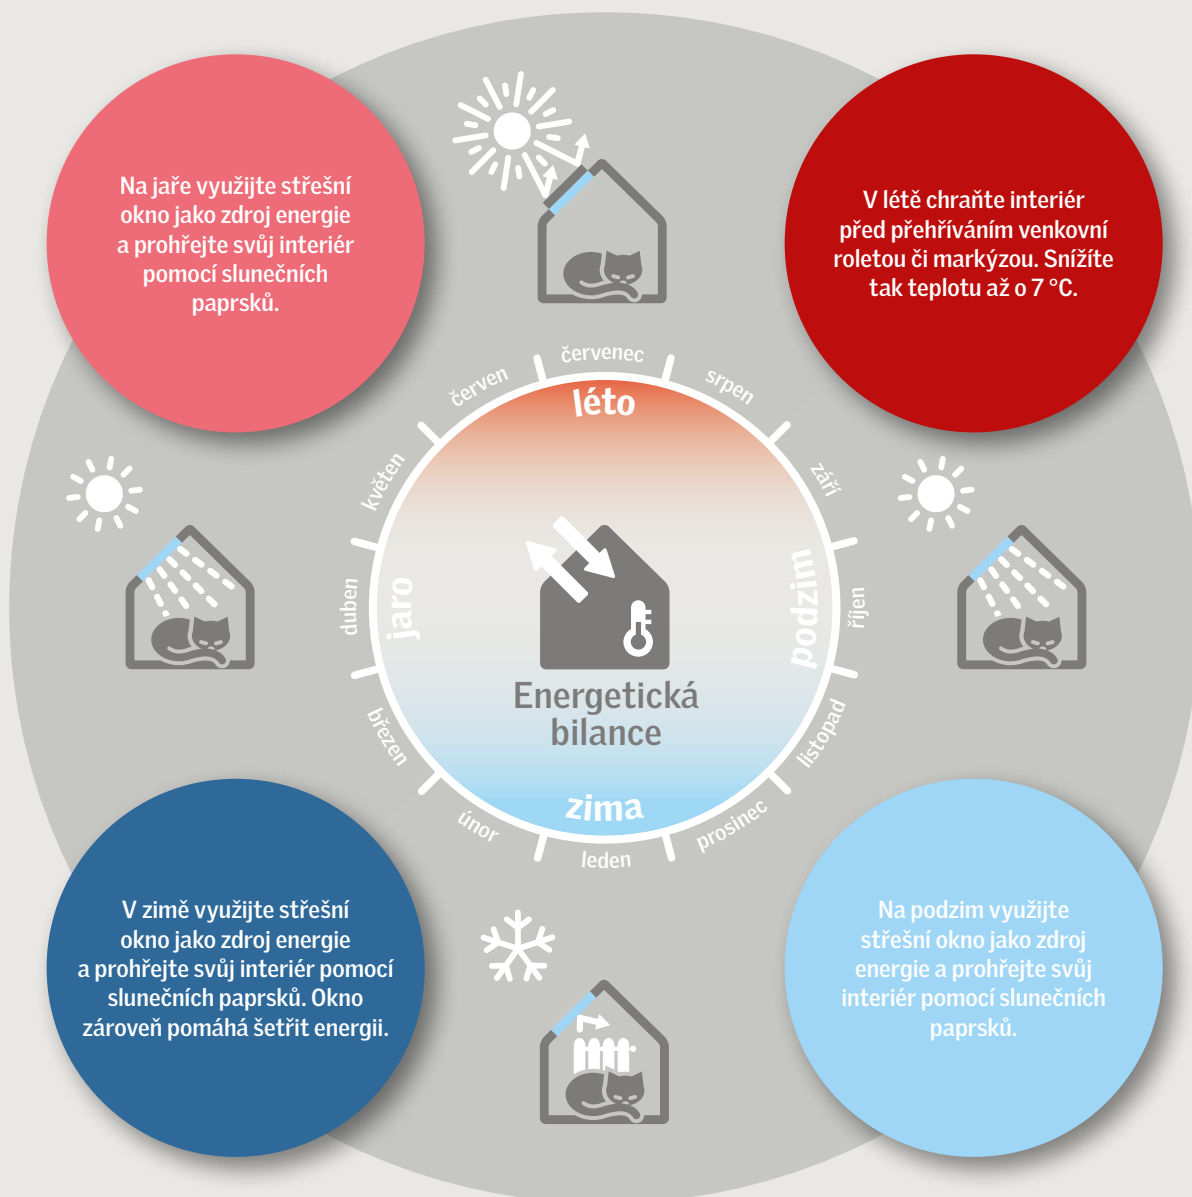 Na jaře využijte střešní
okno jako zdroj energie
a prohřejte svůj interiér
pomocí slunečních
paprsků.
V létě chraňte interiér
před přehříváním venkovní
roletou či markýzou. Snížíte
tak teplotu až o 7 °C.
červenec
červen
srpen
léto
květen
září
duben
jaro
podzim
říjen
Energetická
bilance
březen
listopad
zima
únor
prosinec
leden
V zimě využijte střešní
okno jako zdroj energie
a prohřejte svůj interiér pomocí
slunečních paprsků. Okno
zároveň pomáhá šetřit energii.
Na podzim využijte
střešní okno jako zdroj
energie a prohřejte svůj
interiér pomocí slunečních
paprsků.